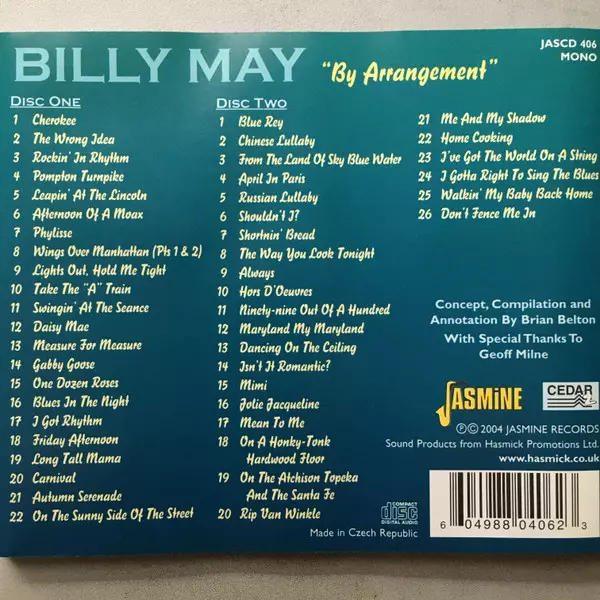 BILLY MAY
"By Arrangement"
JASCD 406
MONO
DISC ONE
1 Cherokee
2 The Wrong Idea
3 Rockin' In Rhythm
4 Pompton Turnpike
5 Leapin' At The Lincoln
6 Afternoon Of A Moax
7 Phylisse
8 Wings Over Manhattan (Pts 1 & 2)
9 Lights Out, Hold Me Tight
10 Take The "A" Train
11 Swingin' At The Seance
12 Daisy Mae
13 Measure For Measure
14 Gabby Goose
15 One Dozen Roses
16 Blues In The Night
17 I Got Rhythm
18 Friday Afternoon
19 Long Tall Mama
20 Carnival
21 Autumn Serenade
22 On The Sunny Side Of The Street
DISC TWO
1 Blue Rey
2 Chinese Lullaby
3 From The Land Of Sky Blue Water
4 April In Paris
5 Russian Lullaby
6 Shouldn't I?
7 Shortnin' Bread
8 The Way You Look Tonight
9 Always
10 Hors D'Oeuvres
11 Ninety-nine Out Of A Hundred
12 Maryland My Maryland
13 Dancing On The Ceiling
14 Isn't It Romantic?
15 Mimi
16 Jolie Jacqueline
17 Mean To Me
18 On A Honky-Tonk
Hardwood Floor
19 On The Atchison Topeka
And The Santa Fe
20 Rip Van Winkle
21 Me And My Shadow
22 Home Cooking
23 I've Got The World On A String
24 I Gotta Right To Sing The Blues
25 Walkin' My Baby Back Home
26 Don't Fence Me In
Concept, Compilation and
Annotation By Brian Belton
With Special Thanks To
Geoff Milne
JASMINE
CEDAR
℗© 2004 JASMINE RECORDS
Sound Products from Hasmick Promotions Ltd.
www.hasmick.co.uk
COMPACT
disc
DIGITAL AUDIO
Made in Czech Republic
6 04988 04062 3